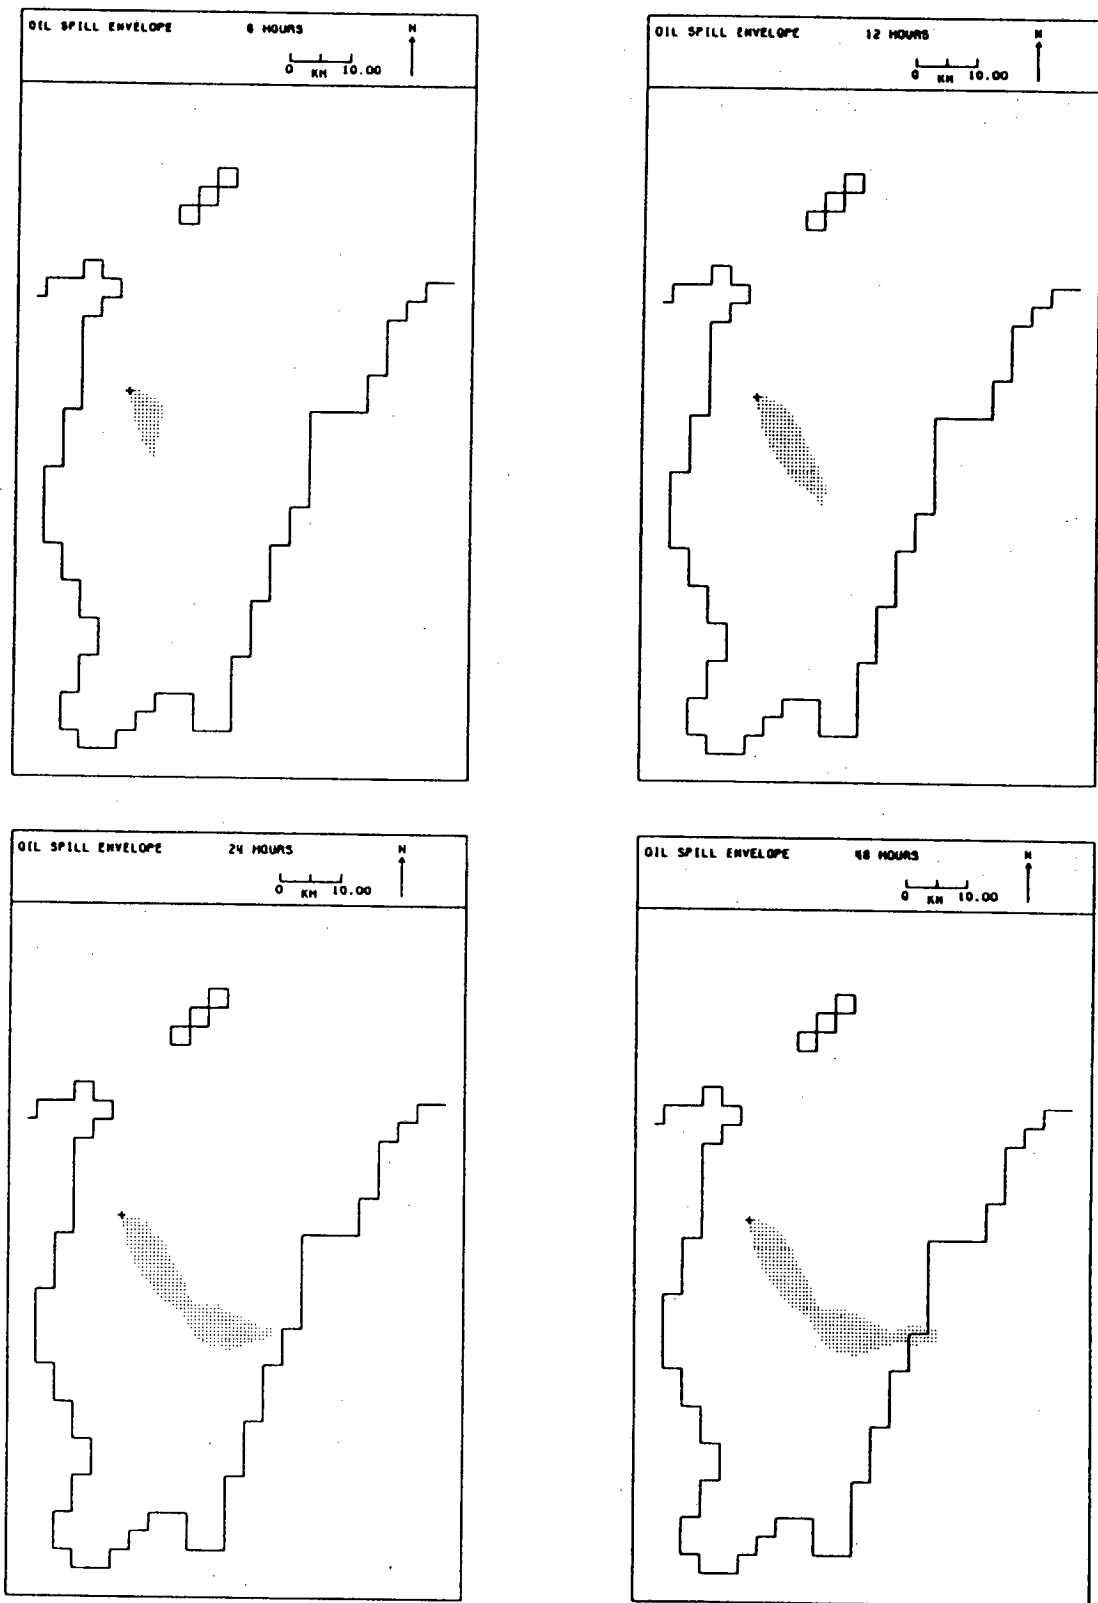 OIL SPILL ENVELOPE 6 HOURS N
0 KM 10.00
OIL SPILL ENVELOPE 12 HOURS N
0 KM 10.00
OIL SPILL ENVELOPE 24 HOURS N
0 KM 10.00
OIL SPILL ENVELOPE 48 HOURS N
0 KM 10.00